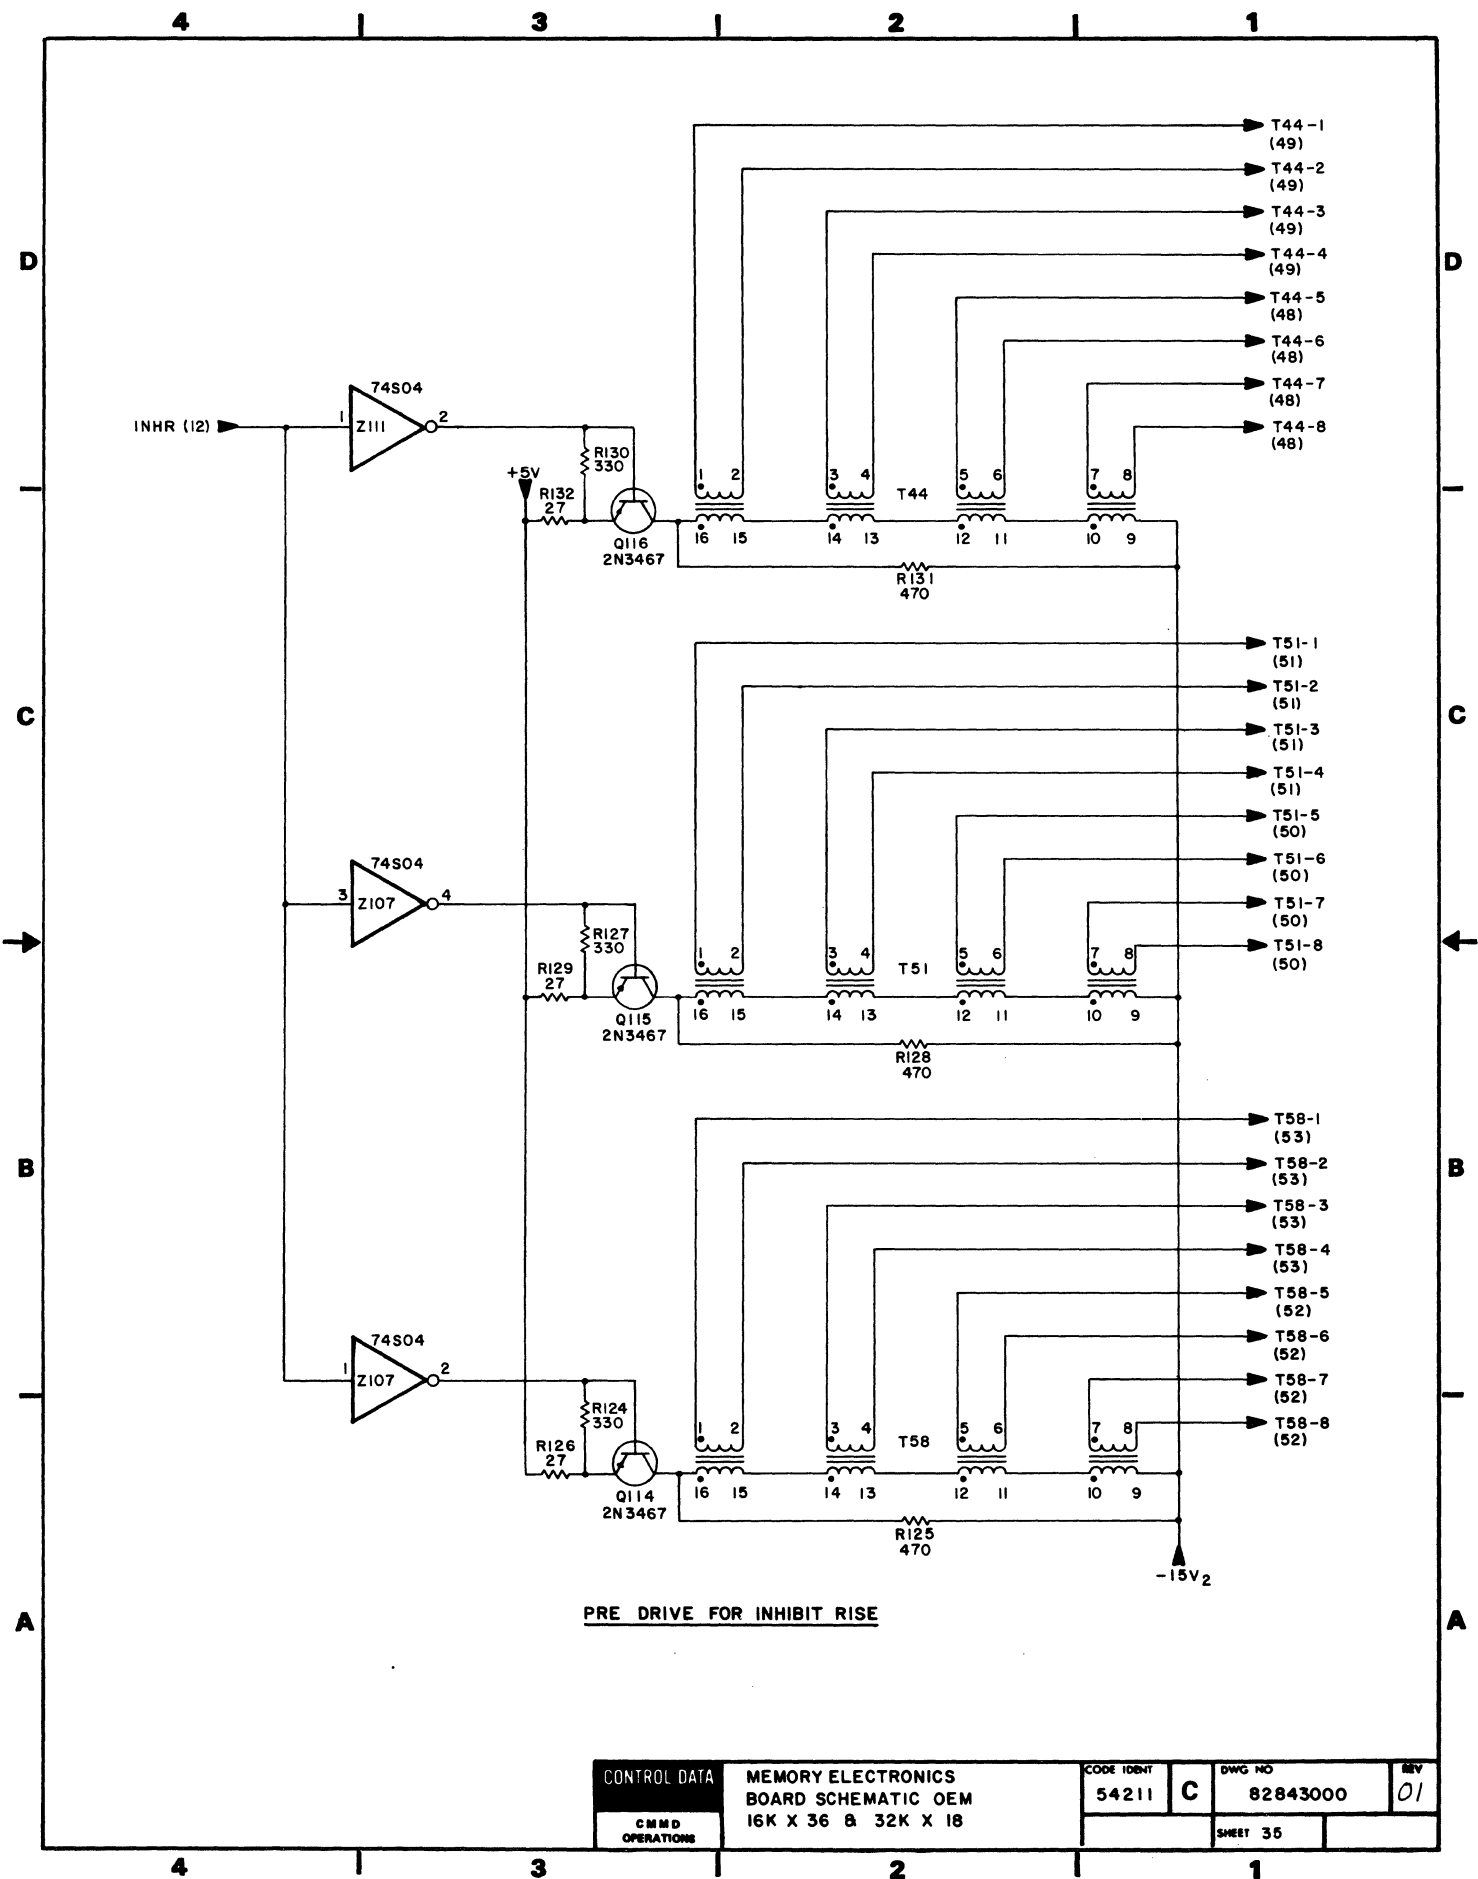 4 3 2 1
T44-1
(49)
T44-2
(49)
T44-3
(49)
D D
T44-4
(49)
T44-5
(48)
T44-6
(48)
T44-7
(48)
T44-8
(48)
74S04
INHR (12) 1 Z111 2
R130
330
+5V
R132
27
Q116
2N3467
1 2 3 4 T44 5 6 7 8
16 15 14 13 12 11 10 9
R131
470
T51-1
(51)
T51-2
(51)
C C
T51-3
(51)
T51-4
(51)
T51-5
(50)
T51-6
(50)
T51-7
(50)
T51-8
(50)
74S04
3 Z107 4
R127
330
R129
27
Q115
2N3467
1 2 3 4 T51 5 6 7 8
16 15 14 13 12 11 10 9
R128
470
T58-1
(53)
T58-2
(53)
B B
T58-3
(53)
T58-4
(53)
T58-5
(52)
T58-6
(52)
T58-7
(52)
T58-8
(52)
74S04
1 Z107 2
R124
330
R126
27
Q114
2N3467
1 2 3 4 T58 5 6 7 8
16 15 14 13 12 11 10 9
R125
470
-15V2
PRE DRIVE FOR INHIBIT RISE
A A
CONTROL DATA
CMMD
OPERATIONS
MEMORY ELECTRONICS
BOARD SCHEMATIC OEM
16K X 36 & 32K X 18
CODE IDENT
54211
C
DWG NO
82843000
REV
01
SHEET 35
4 3 2 1